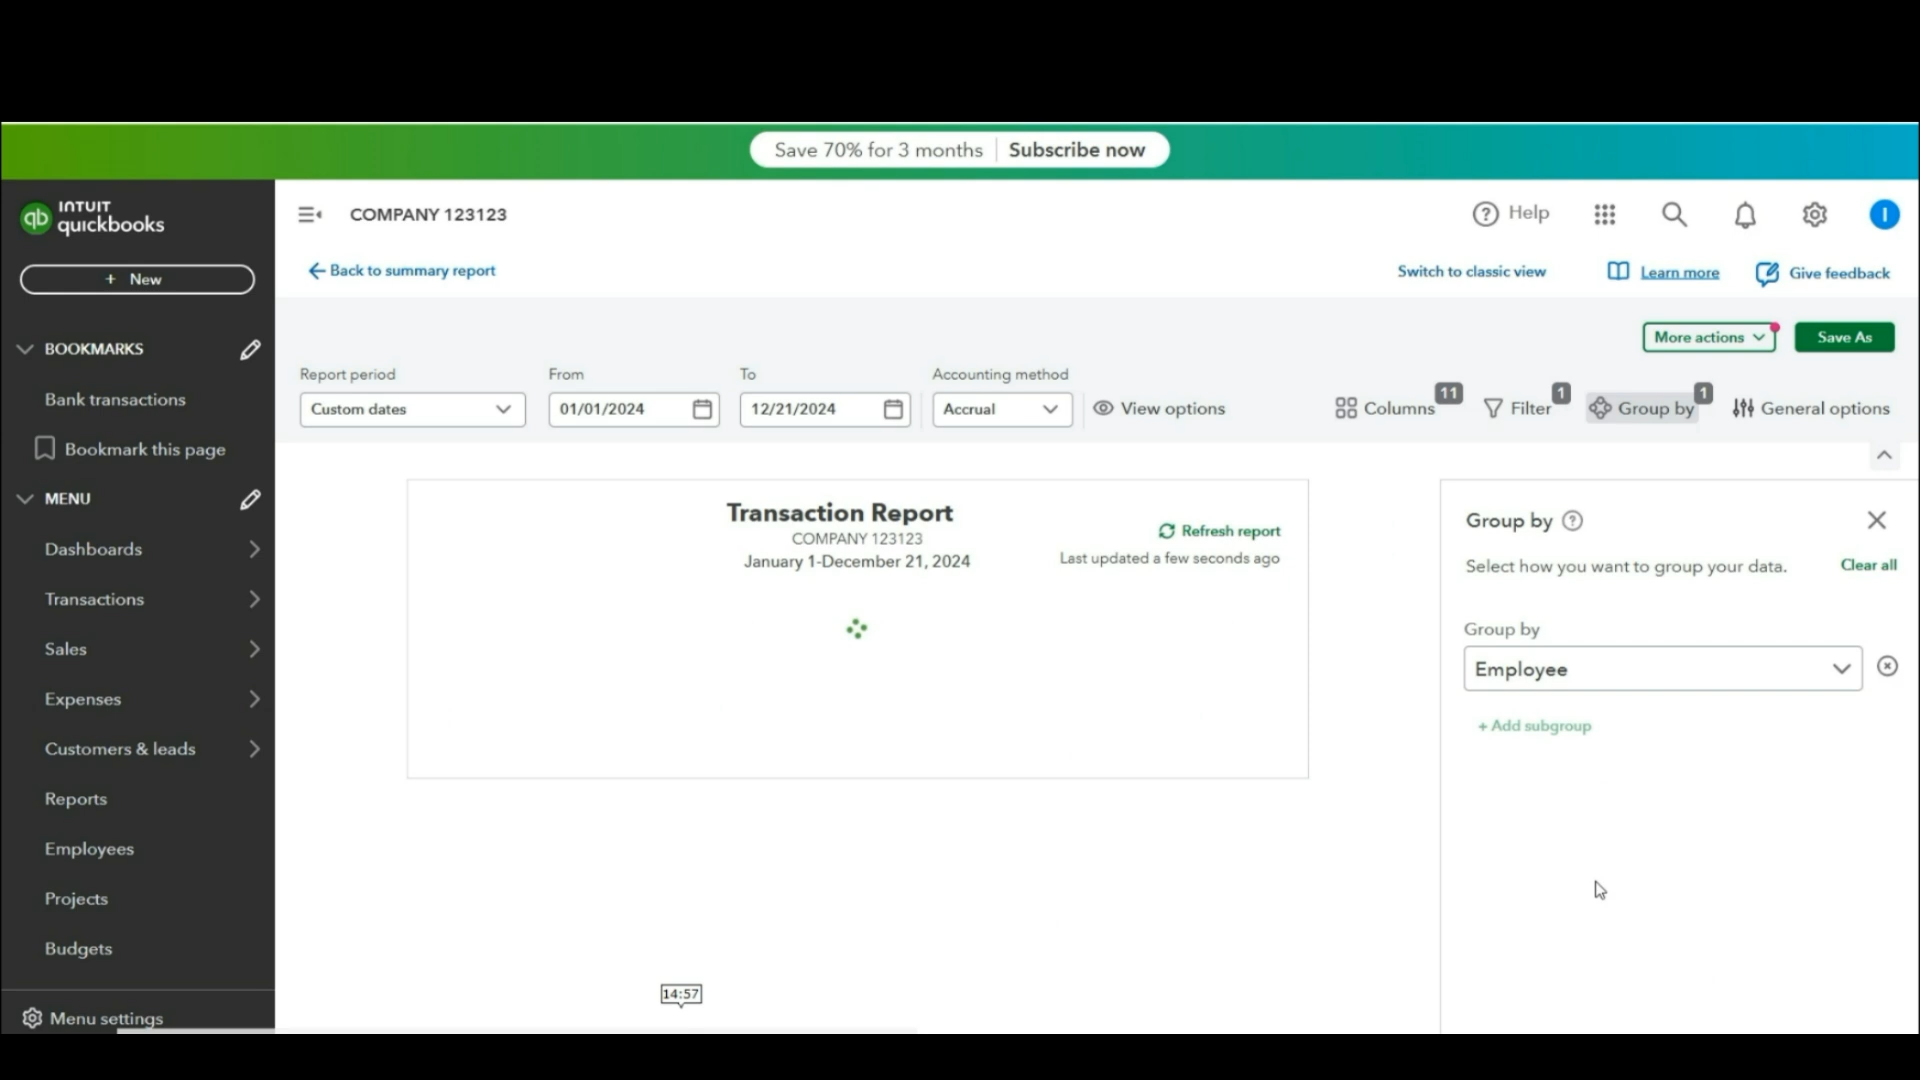 Save 70% for 3 months | Subscribe now
INTUIT
quickbooks
COMPANY 123123
Help
I
+ New
Back to summary report
Switch to classic view
Learn more
Give feedback
More actions
Save As
BOOKMARKS
Report period
From
To
Accounting method
Custom dates
01/01/2024
12/21/2024
Accrual
View options
Columns 11
Filter 1
Group by 1
General options
Bank transactions
Bookmark this page
MENU
Dashboards
Transactions
Sales
Expenses
Customers & leads
Reports
Employees
Projects
Budgets
Menu settings
Transaction Report
COMPANY 123123
January 1-December 21, 2024
Refresh report
Last updated a few seconds ago
Group by
Select how you want to group your data.
Clear all
Group by
Employee
+ Add subgroup
14:57